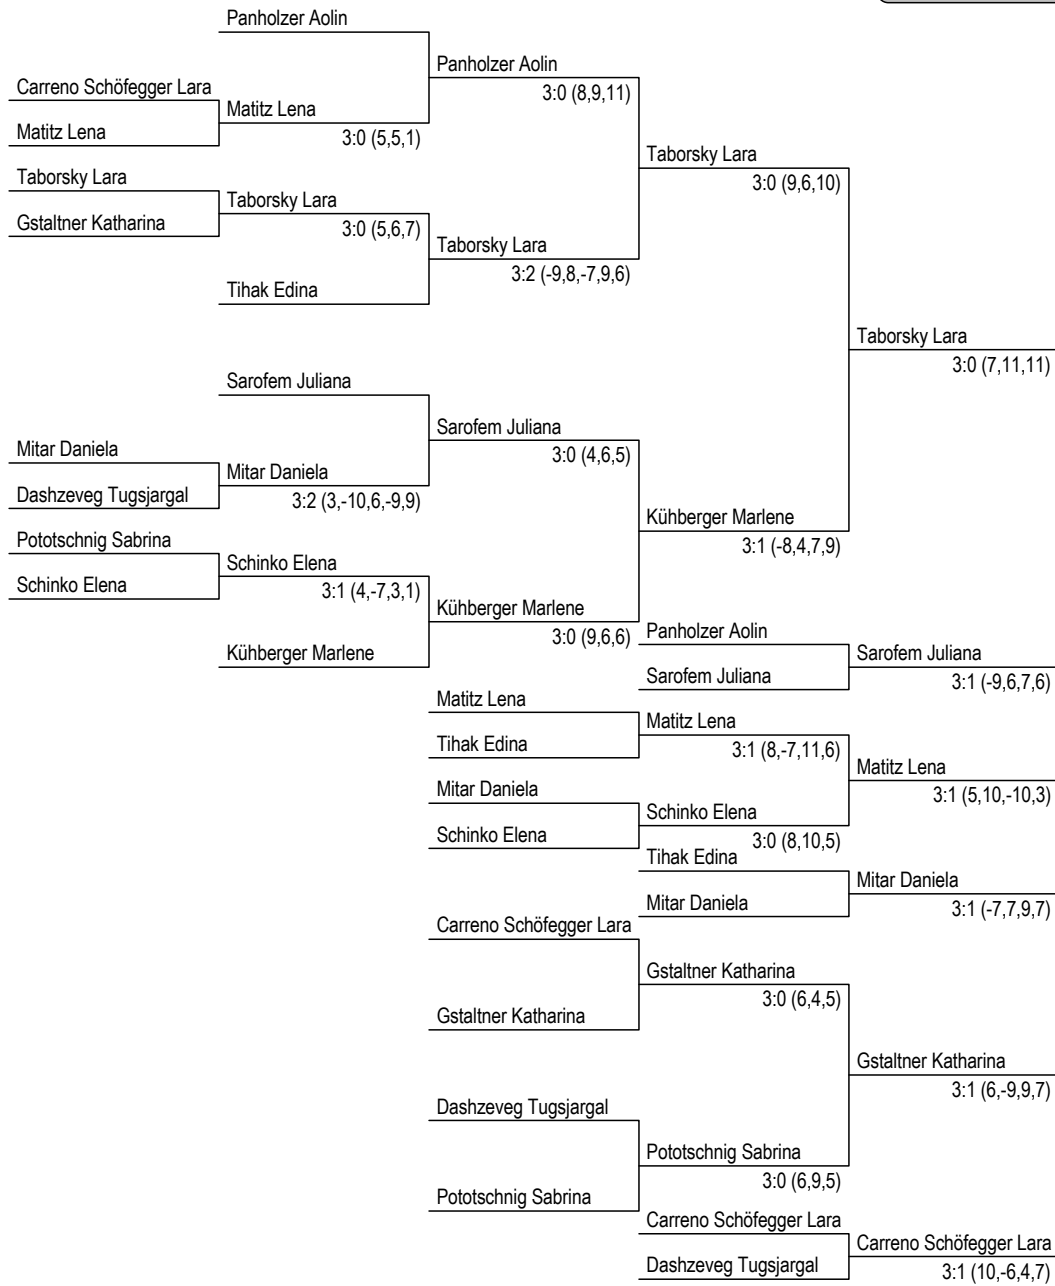 Panholzer Aolin
Panholzer Aolin
3:0 (8,9,11)
Carreno Schöfegger Lara
Matitz Lena
3:0 (5,5,1)
Matitz Lena
Taborsky Lara
3:0 (9,6,10)
Taborsky Lara
Taborsky Lara
3:0 (5,6,7)
Gstaltner Katharina
Taborsky Lara
3:2 (-9,8,-7,9,6)
Tihak Edina
Taborsky Lara
3:0 (7,11,11)
Sarofem Juliana
Sarofem Juliana
3:0 (4,6,5)
Mitar Daniela
Mitar Daniela
3:2 (3,-10,6,-9,9)
Dashzeveg Tugsjargal
Kühberger Marlene
3:1 (-8,4,7,9)
Pototschnig Sabrina
Schinko Elena
3:1 (4,-7,3,1)
Schinko Elena
Kühberger Marlene
3:0 (9,6,6)
Kühberger Marlene
Panholzer Aolin
Sarofem Juliana
3:1 (-9,6,7,6)
Sarofem Juliana
Matitz Lena
Matitz Lena
3:1 (8,-7,11,6)
Tihak Edina
Matitz Lena
3:1 (5,10,-10,3)
Mitar Daniela
Schinko Elena
3:0 (8,10,5)
Schinko Elena
Tihak Edina
Mitar Daniela
3:1 (-7,7,9,7)
Mitar Daniela
Carreno Schöfegger Lara
Gstaltner Katharina
3:0 (6,4,5)
Gstaltner Katharina
Gstaltner Katharina
3:1 (6,-9,9,7)
Dashzeveg Tugsjargal
Pototschnig Sabrina
3:0 (6,9,5)
Pototschnig Sabrina
Carreno Schöfegger Lara
Carreno Schöfegger Lara
3:1 (10,-6,4,7)
Dashzeveg Tugsjargal